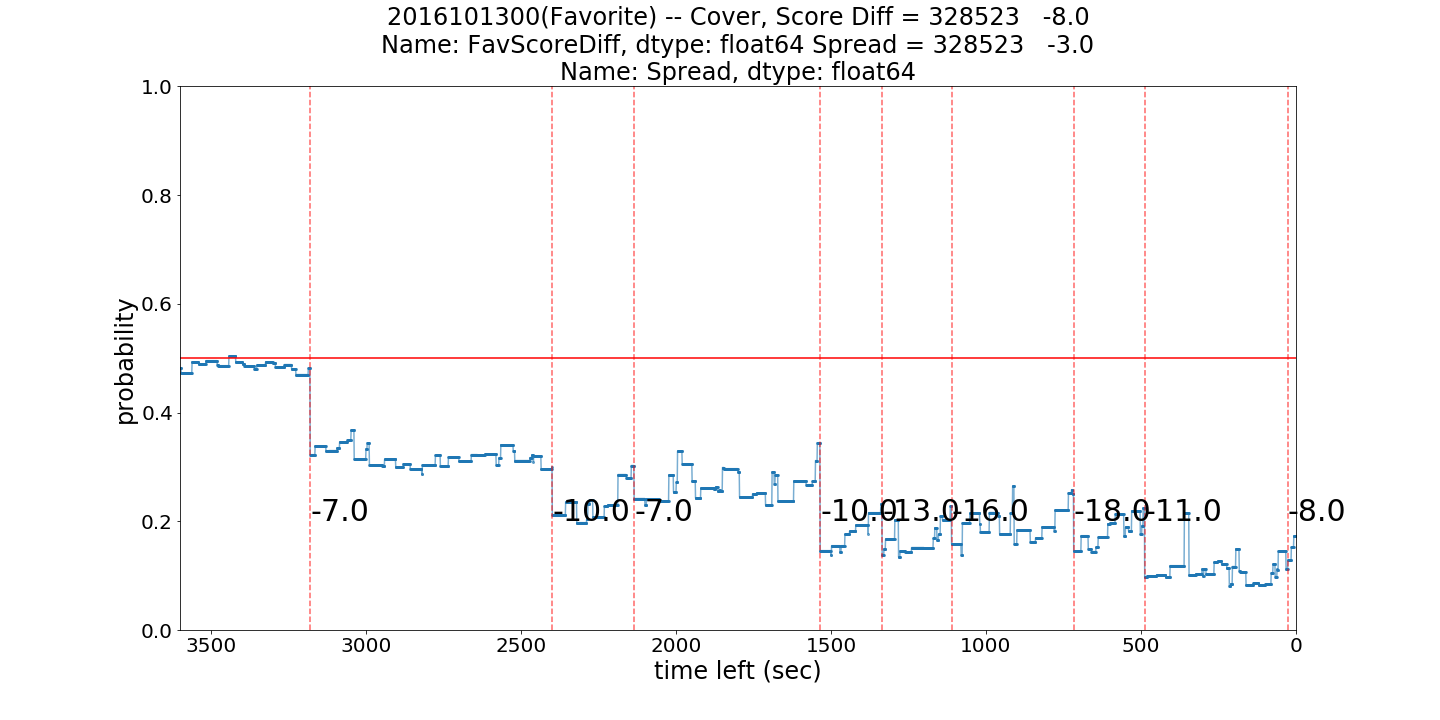 2016101300(Favorite) -- Cover, Score Diff = 328523   -8.0
Name: FavScoreDiff, dtype: float64 Spread = 328523   -3.0
Name: Spread, dtype: float64
1.0
0.8
0.6
0.4
0.2
0.0
probability
-7.0
-10.0
-7.0
-10.0
-13.0
-16.0
-18.0
-11.0
-8.0
3500 3000 2500 2000 1500 1000 500 0
time left (sec)